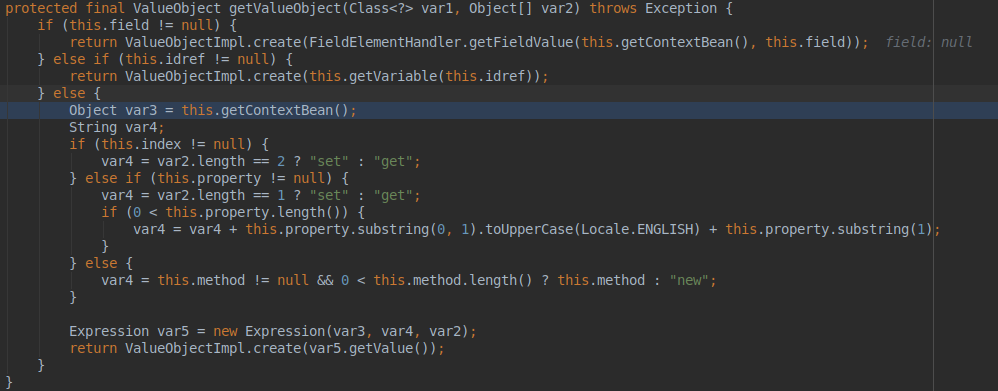 protected final ValueObject getValueObject(Class<?> var1, Object[] var2) throws Exception {
    if (this.field != null) {
        return ValueObjectImpl.create(FieldElementHandler.getFieldValue(this.getContextBean(), this.field));  field: null
    } else if (this.idref != null) {
        return ValueObjectImpl.create(this.getVariable(this.idref));
    } else {
        Object var3 = this.getContextBean();
        String var4;
        if (this.index != null) {
            var4 = var2.length == 2 ? "set" : "get";
        } else if (this.property != null) {
            var4 = var2.length == 1 ? "set" : "get";
            if (0 < this.property.length()) {
                var4 = var4 + this.property.substring(0, 1).toUpperCase(Locale.ENGLISH) + this.property.substring(1);
            }
        } else {
            var4 = this.method != null && 0 < this.method.length() ? this.method : "new";
        }

        Expression var5 = new Expression(var3, var4, var2);
        return ValueObjectImpl.create(var5.getValue());
    }
}